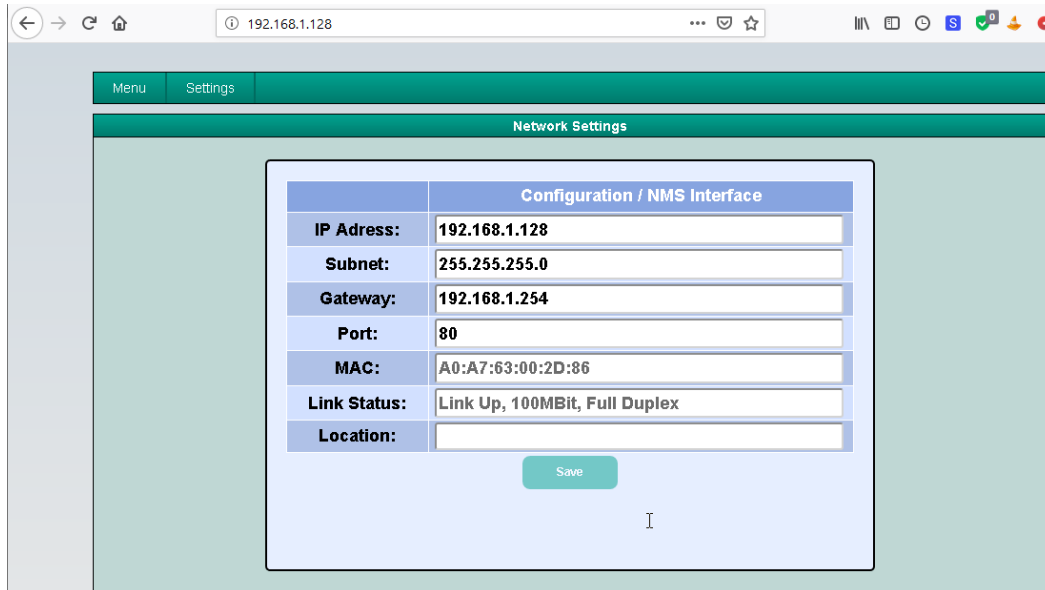 192.168.1.128
S 0
Menu Settings
Network Settings
Configuration / NMS Interface
IP Adress: 192.168.1.128
Subnet: 255.255.255.0
Gateway: 192.168.1.254
Port: 80
MAC: A0:A7:63:00:2D:86
Link Status: Link Up, 100MBit, Full Duplex
Location:
Save